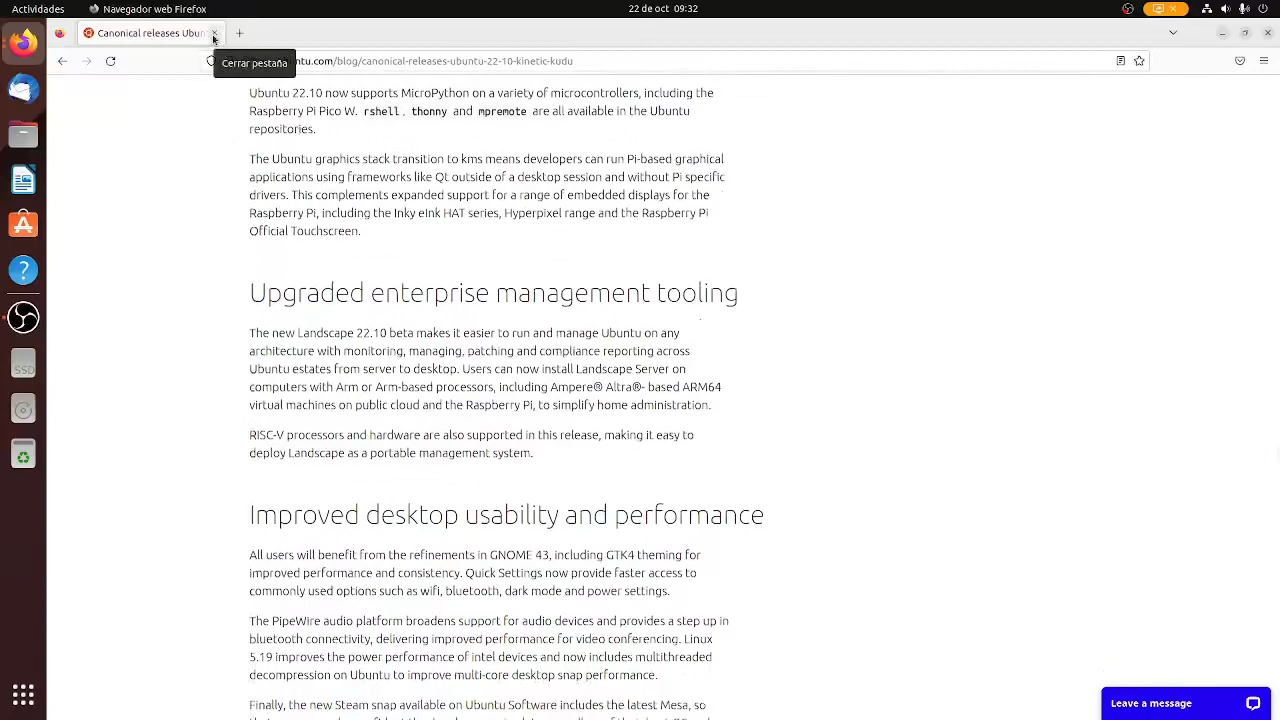 Actividades
Navegador web Firefox
22 de oct 09:32
Canonical releases Ubun
Cerrar pestaña
tu.com/blog/canonical-releases-ubuntu-22-10-kinetic-kudu
Ubuntu 22.10 now supports MicroPython on a variety of microcontrollers, including the
Raspberry Pi Pico W. rshell, thonny and mpremote are all available in the Ubuntu
repositories.
The Ubuntu graphics stack transition to kms means developers can run Pi-based graphical
applications using frameworks like Qt outside of a desktop session and without Pi specific
drivers. This complements expanded support for a range of embedded displays for the
Raspberry Pi, including the Inky eInk HAT series, Hyperpixel range and the Raspberry Pi
Official Touchscreen.
Upgraded enterprise management tooling
The new Landscape 22.10 beta makes it easier to run and manage Ubuntu on any
architecture with monitoring, managing, patching and compliance reporting across
Ubuntu estates from server to desktop. Users can now install Landscape Server on
computers with Arm or Arm-based processors, including Ampere® Altra®- based ARM64
virtual machines on public cloud and the Raspberry Pi, to simplify home administration.
RISC-V processors and hardware are also supported in this release, making it easy to
deploy Landscape as a portable management system.
Improved desktop usability and performance
All users will benefit from the refinements in GNOME 43, including GTK4 theming for
improved performance and consistency. Quick Settings now provide faster access to
commonly used options such as wifi, bluetooth, dark mode and power settings.
The PipeWire audio platform broadens support for audio devices and provides a step up in
bluetooth connectivity, delivering improved performance for video conferencing. Linux
5.19 improves the power performance of intel devices and now includes multithreaded
decompression on Ubuntu to improve multi-core desktop snap performance.
Finally, the new Steam snap available on Ubuntu Software includes the latest Mesa, so
SSD
Leave a message